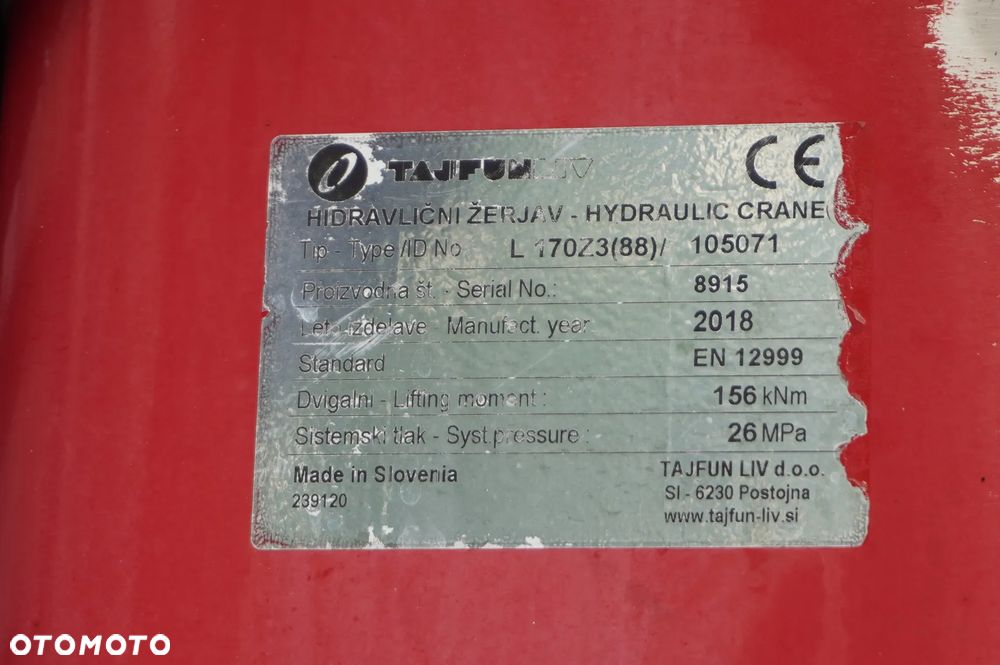 TAJFUNLIV CE
HIDRAVLIČNI ŽERJAV - HYDRAULIC CRANE
Tip - Type /ID No L 170Z3(88)/ 105071
Proizvodna št. - Serial No.: 8915
Leto izdelave - Manufact. year 2018
Standard EN 12999
Dvigalni - Lifting moment : 156 kNm
Sistemski tlak - Syst.pressure : 26 MPa
Made in Slovenia TAJFUN LIV d.o.o.
239120 SI - 6230 Postojna
www.tajfun-liv.si
OTOMOTO